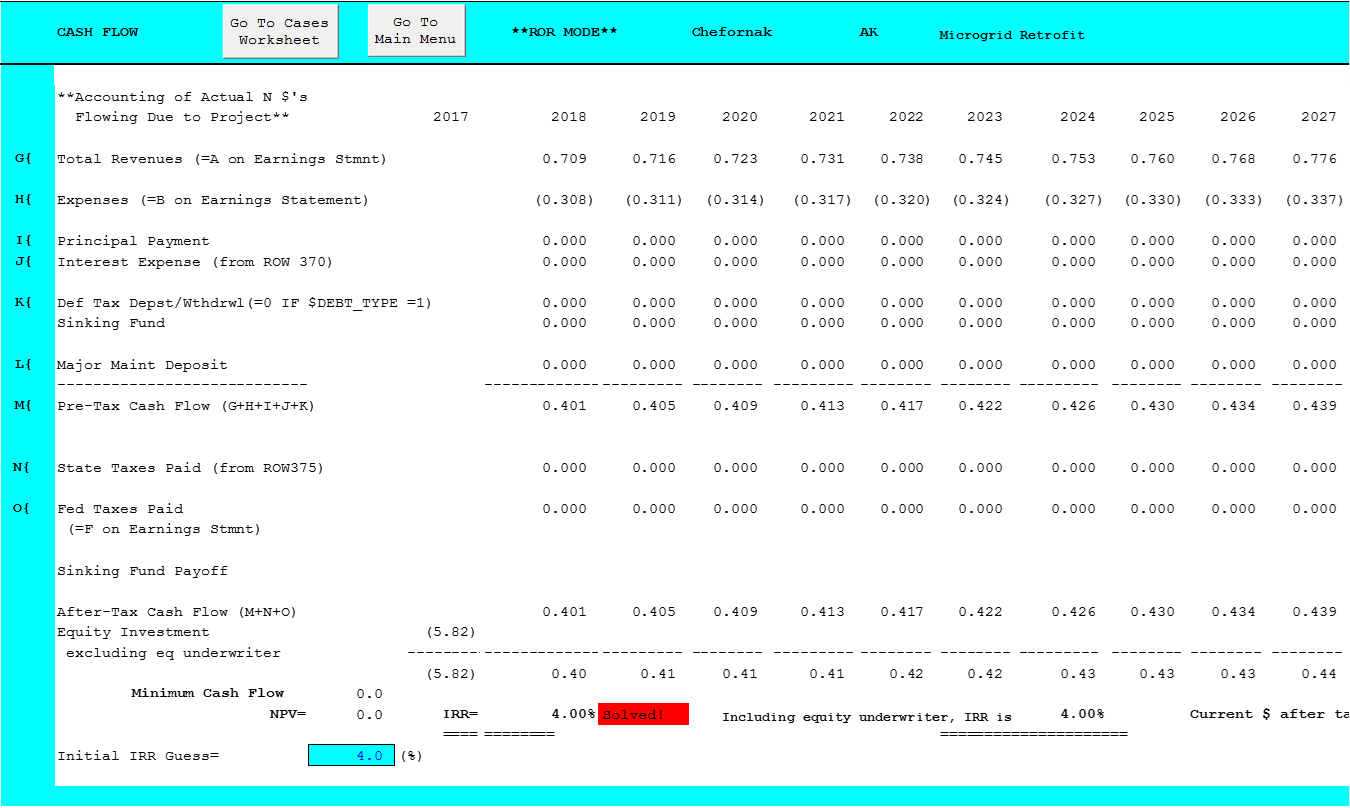 CASH FLOW Go To Cases Worksheet Go To Main Menu **ROR MODE** Chefornak AK Microgrid Retrofit
**Accounting of Actual N $'s
Flowing Due to Project** 2017 2018 2019 2020 2021 2022 2023 2024 2025 2026 2027
G{ Total Revenues (=A on Earnings Stmnt) 0.709 0.716 0.723 0.731 0.738 0.745 0.753 0.760 0.768 0.776
H{ Expenses (=B on Earnings Statement) (0.308) (0.311) (0.314) (0.317) (0.320) (0.324) (0.327) (0.330) (0.333) (0.337)
I{ Principal Payment 0.000 0.000 0.000 0.000 0.000 0.000 0.000 0.000 0.000 0.000
J{ Interest Expense (from ROW 370) 0.000 0.000 0.000 0.000 0.000 0.000 0.000 0.000 0.000 0.000
K{ Def Tax Depst/Wthdrwl(=0 IF $DEBT_TYPE =1) 0.000 0.000 0.000 0.000 0.000 0.000 0.000 0.000 0.000 0.000
Sinking Fund 0.000 0.000 0.000 0.000 0.000 0.000 0.000 0.000 0.000 0.000
L{ Major Maint Deposit 0.000 0.000 0.000 0.000 0.000 0.000 0.000 0.000 0.000 0.000
M{ Pre-Tax Cash Flow (G+H+I+J+K) 0.401 0.405 0.409 0.413 0.417 0.422 0.426 0.430 0.434 0.439
N{ State Taxes Paid (from ROW375) 0.000 0.000 0.000 0.000 0.000 0.000 0.000 0.000 0.000 0.000
O{ Fed Taxes Paid 0.000 0.000 0.000 0.000 0.000 0.000 0.000 0.000 0.000 0.000
(=F on Earnings Stmnt)
Sinking Fund Payoff
After-Tax Cash Flow (M+N+O) 0.401 0.405 0.409 0.413 0.417 0.422 0.426 0.430 0.434 0.439
Equity Investment (5.82)
excluding eq underwriter
(5.82) 0.40 0.41 0.41 0.41 0.42 0.42 0.43 0.43 0.43 0.44
Minimum Cash Flow 0.0
NPV= 0.0 IRR= 4.00% Solved! Including equity underwriter, IRR is 4.00% Current $ after ta
Initial IRR Guess= 4.0 (%)